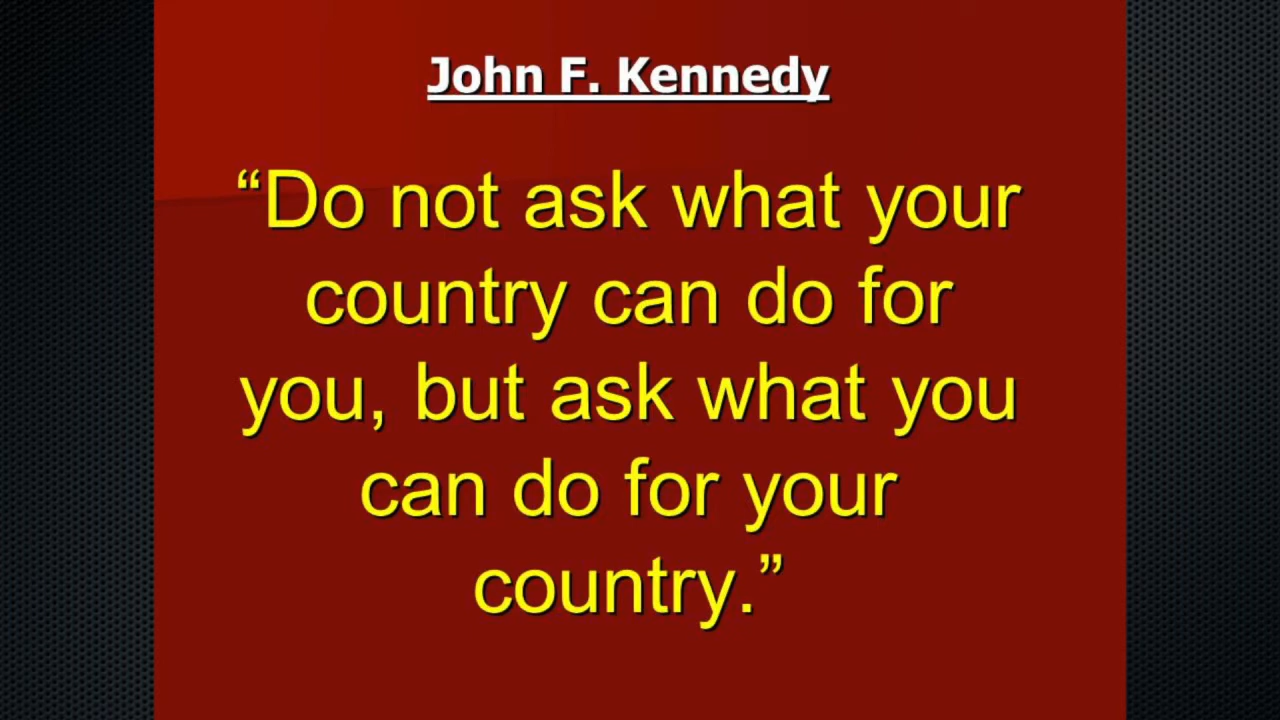 John F. Kennedy
“Do not ask what your
country can do for
you, but ask what you
can do for your
country.”